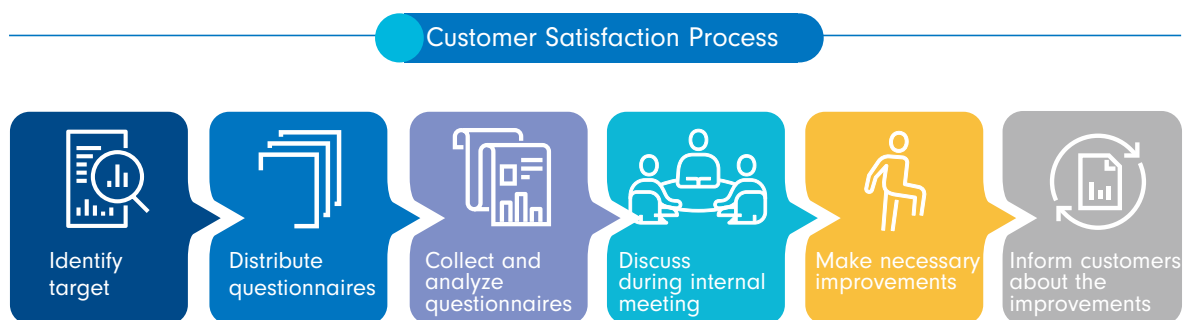 Customer Satisfaction Process
Identify
target
Distribute
questionnaires
Collect and
analyze
questionnaires
Discuss
during internal
meeting
Make necessary
improvements
Inform customers
about the
improvements